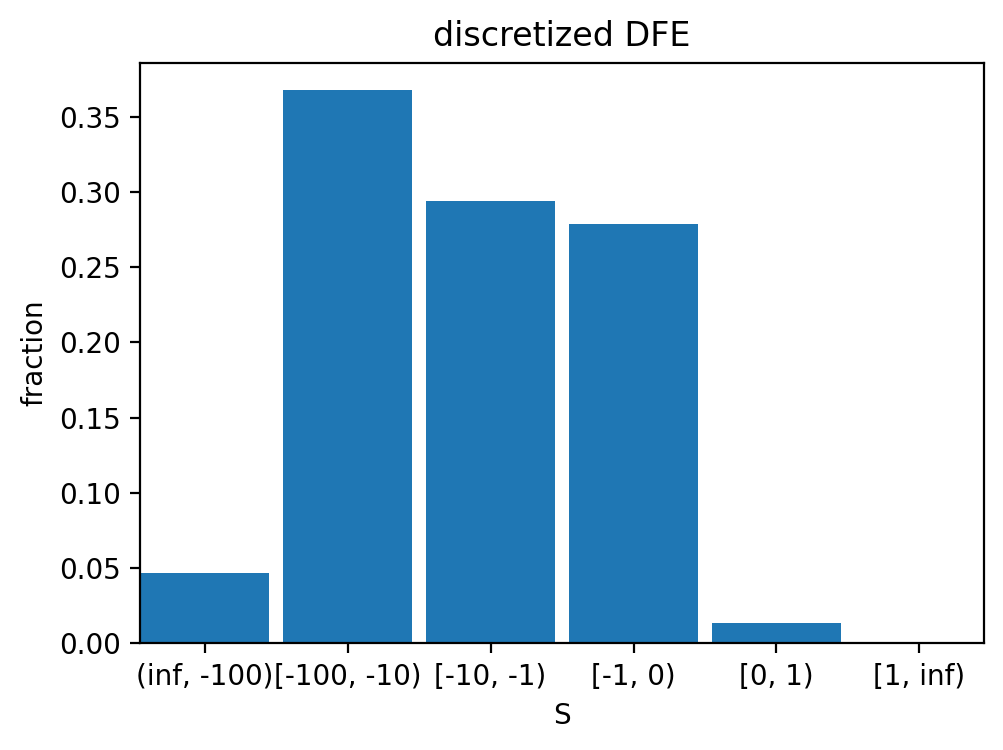 discretized DFE
0.35
0.30
0.25
0.20
0.15
0.10
0.05
0.00
fraction
(inf, -100) [-100, -10) [-10, -1) [-1, 0) [0, 1) [1, inf)
S